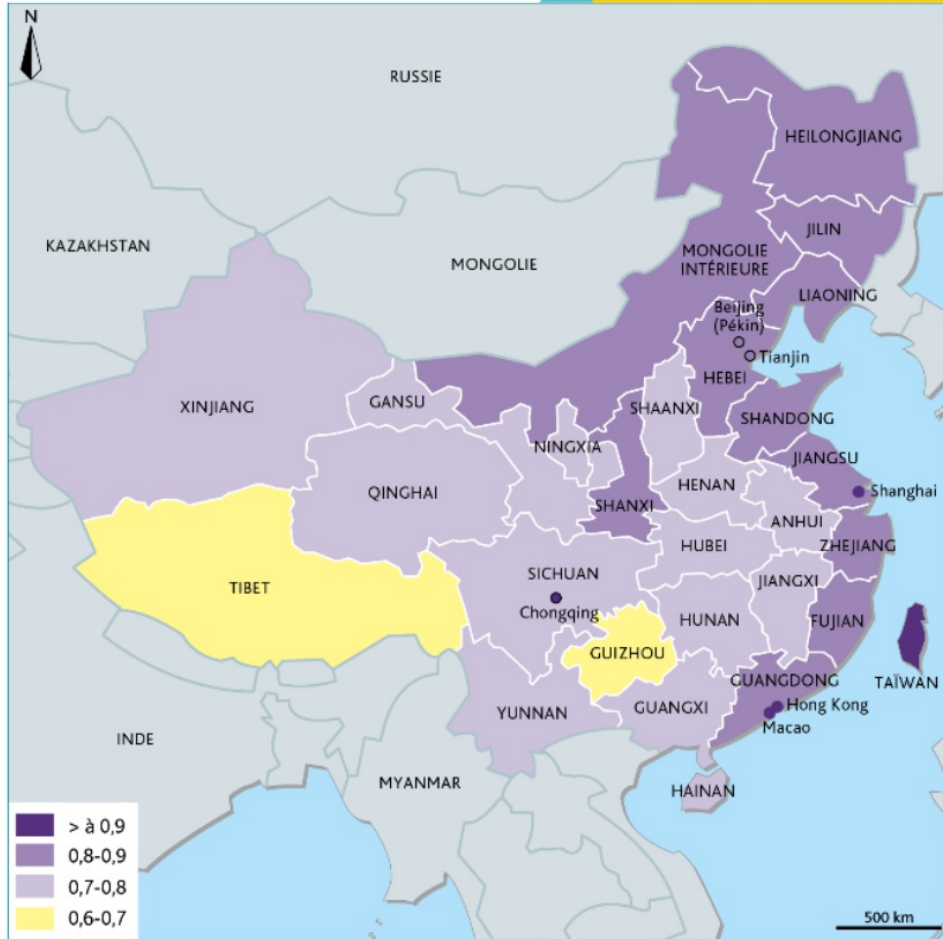 N
RUSSIE
HEILONGJIANG
JILIN
KAZAKHSTAN
MONGOLIE
MONGOLIE
INTÉRIEURE
LIAONING
Beijing
(Pékin)
Tianjin
HEBEI
XINJIANG
GANSU
SHAANXI
SHANDONG
NINGXIA
JIANGSU
QINGHAI
HENAN
Shanghai
SHANXI
ANHUI
HUBEI
ZHEJIANG
SICHUAN
JIANGXI
TIBET
Chongqing
HUNAN
FUJIAN
GUIZHOU
GUANGDONG
TAÏWAN
Hong Kong
YUNNAN
GUANGXI
Macao
INDE
MYANMAR
HAINAN
> à 0,9
0,8-0,9
0,7-0,8
0,6-0,7
500 km